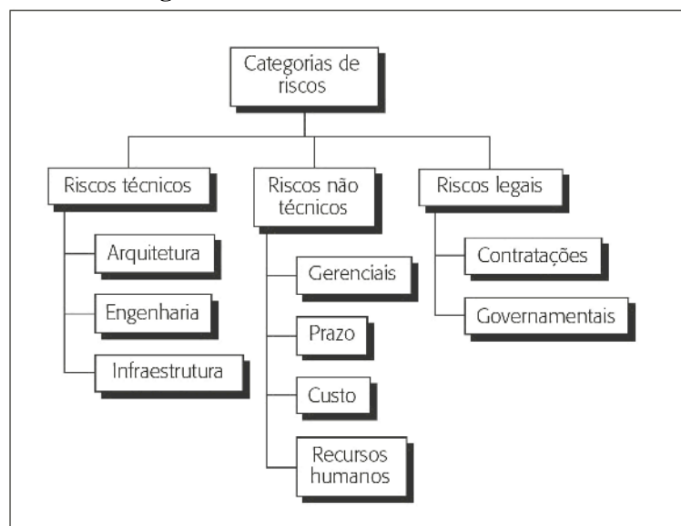 Categorias de
riscos
Riscos técnicos
Arquitetura
Engenharia
Infraestrutura
Riscos não
técnicos
Gerenciais
Prazo
Custo
Recursos
humanos
Riscos legais
Contratações
Governamentais